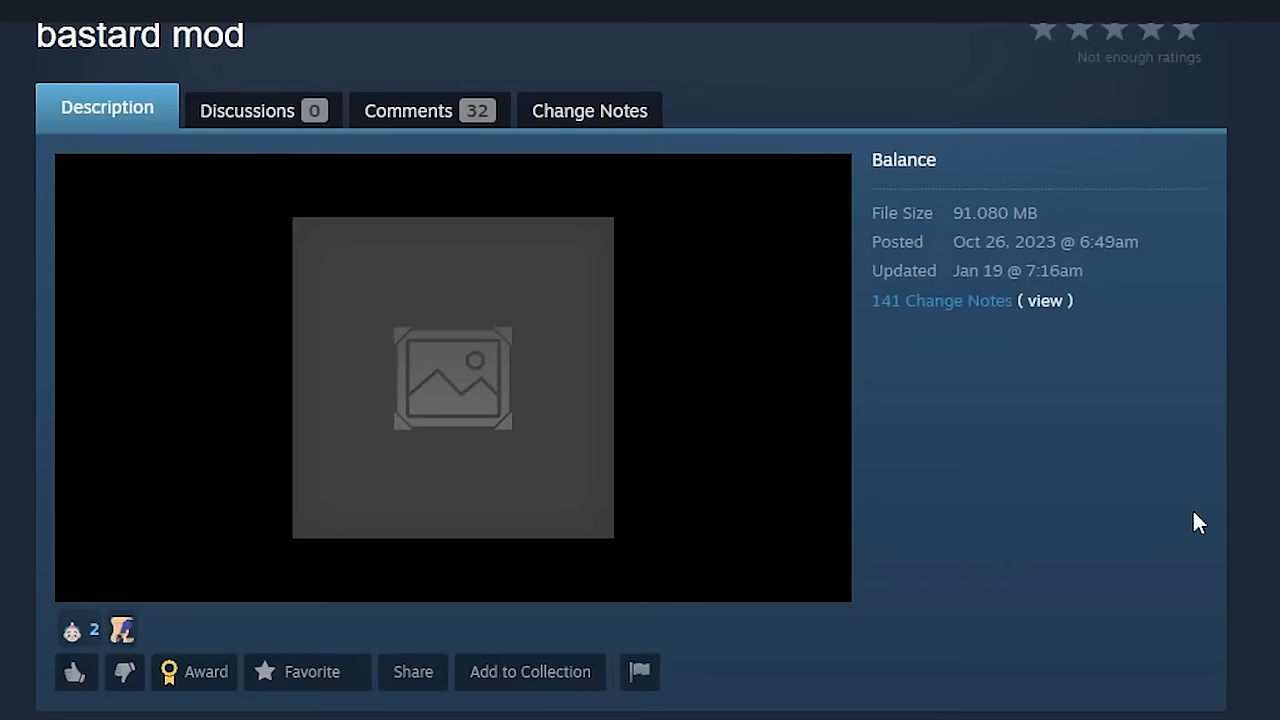 bastard mod
Not enough ratings
Description
Discussions 0
Comments 32
Change Notes
Balance
File Size 91.080 MB
Posted Oct 26, 2023 @ 6:49am
Updated Jan 19 @ 7:16am
141 Change Notes ( view )
2
Award
Favorite
Share
Add to Collection